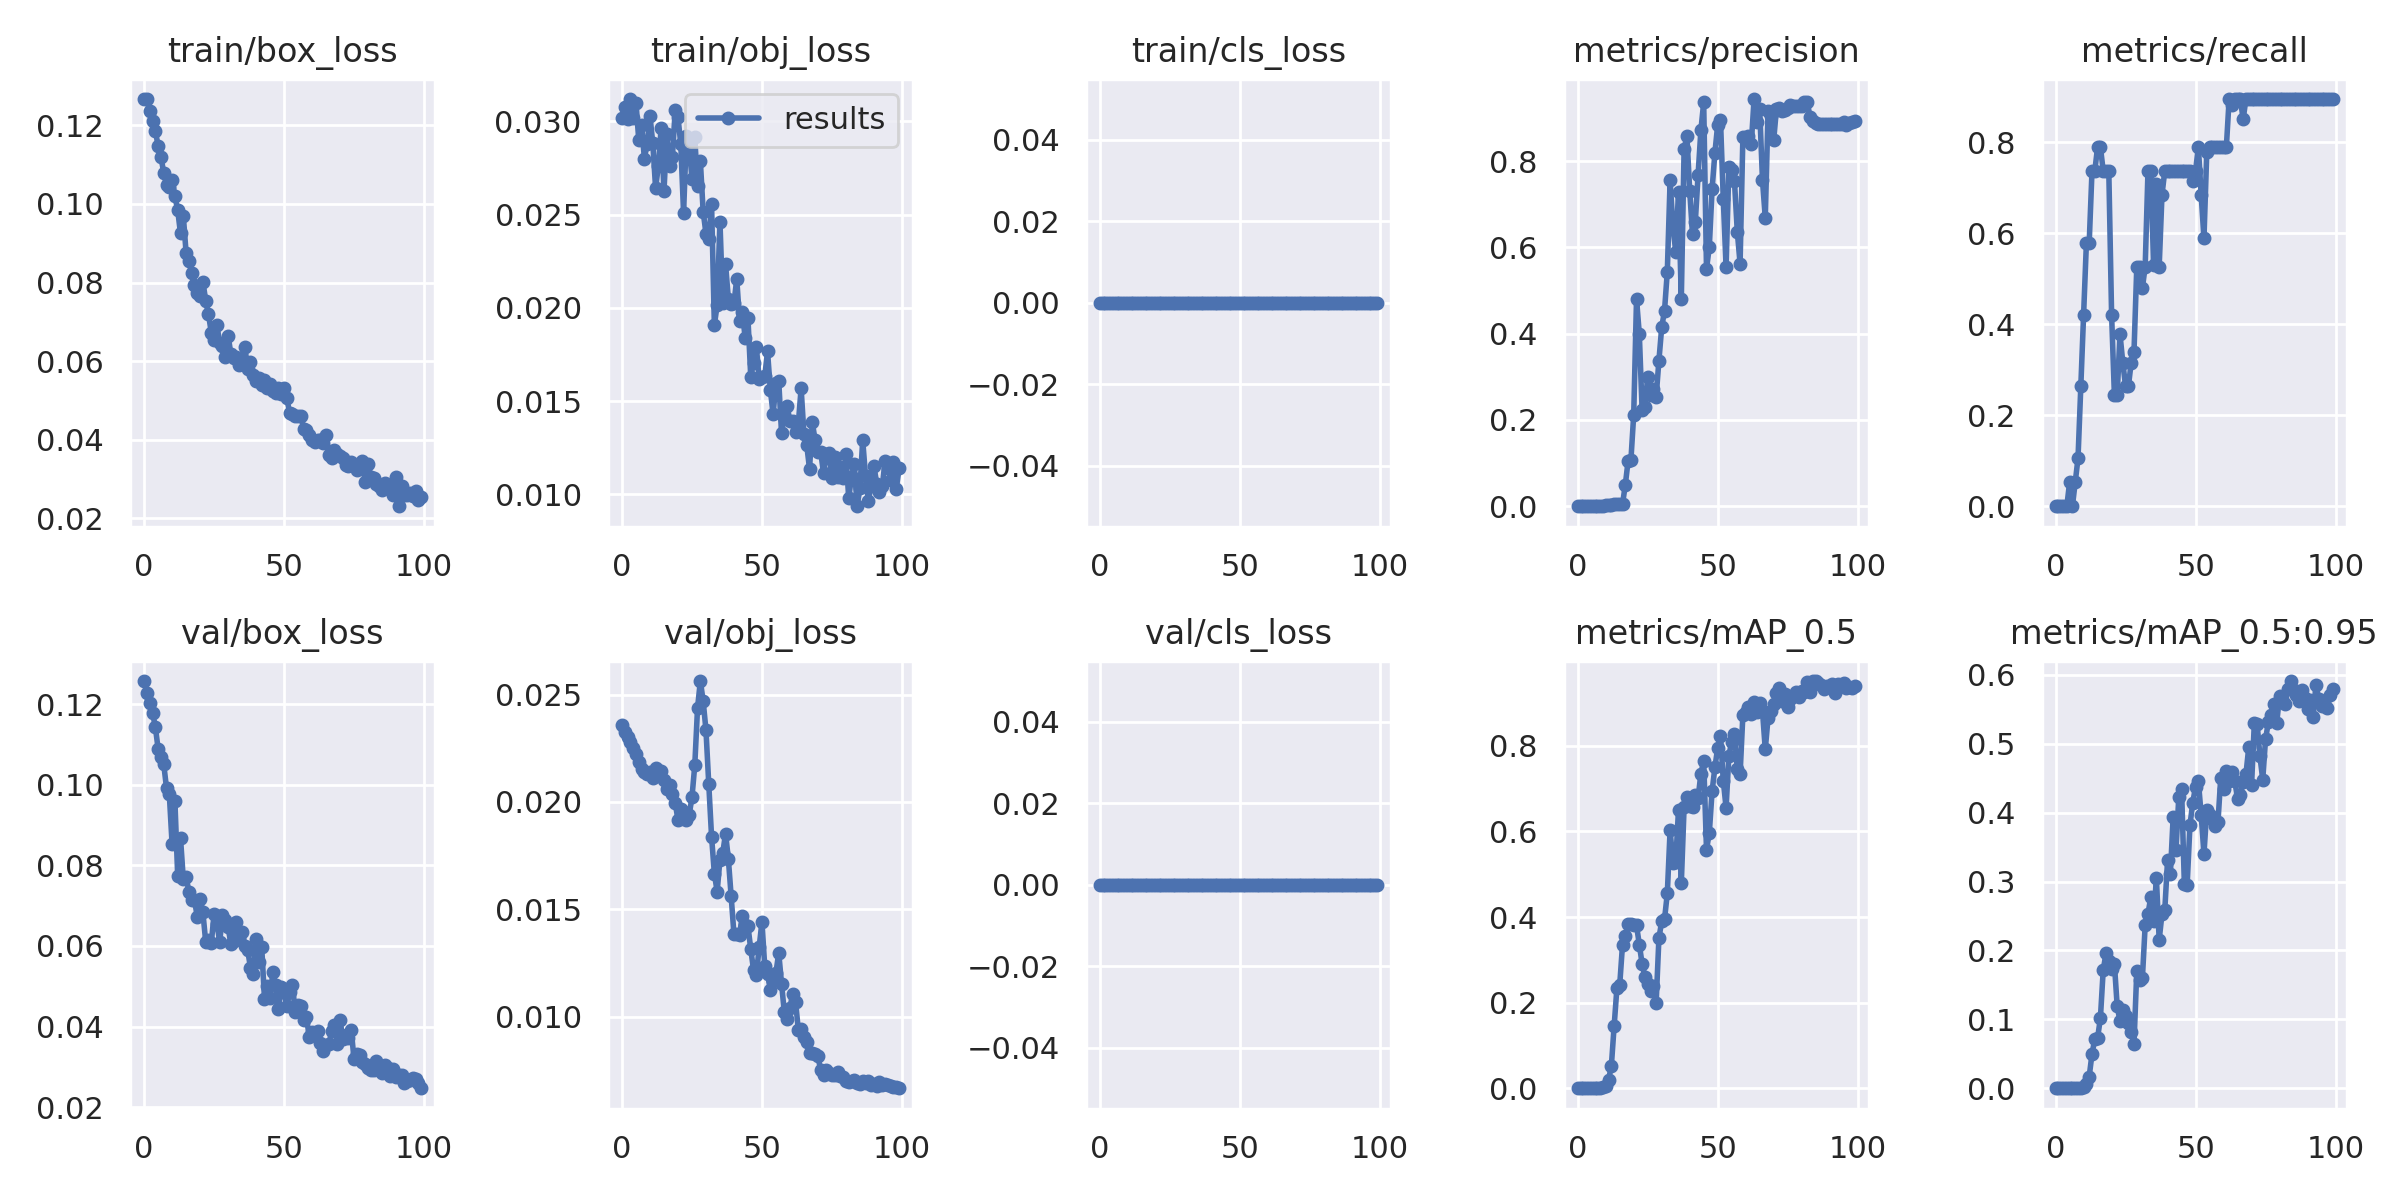 train/box_loss
0.12
0.10
0.08
0.06
0.04
0.02
0 50 100
train/obj_loss
results
0.030
0.025
0.020
0.015
0.010
0 50 100
train/cls_loss
0.04
0.02
0.00
−0.02
−0.04
0 50 100
metrics/precision
0.8
0.6
0.4
0.2
0.0
0 50 100
metrics/recall
0.8
0.6
0.4
0.2
0.0
0 50 100
val/box_loss
0.12
0.10
0.08
0.06
0.04
0.02
0 50 100
val/obj_loss
0.025
0.020
0.015
0.010
0 50 100
val/cls_loss
0.04
0.02
0.00
−0.02
−0.04
0 50 100
metrics/mAP_0.5
0.8
0.6
0.4
0.2
0.0
0 50 100
metrics/mAP_0.5:0.95
0.6
0.5
0.4
0.3
0.2
0.1
0.0
0 50 100